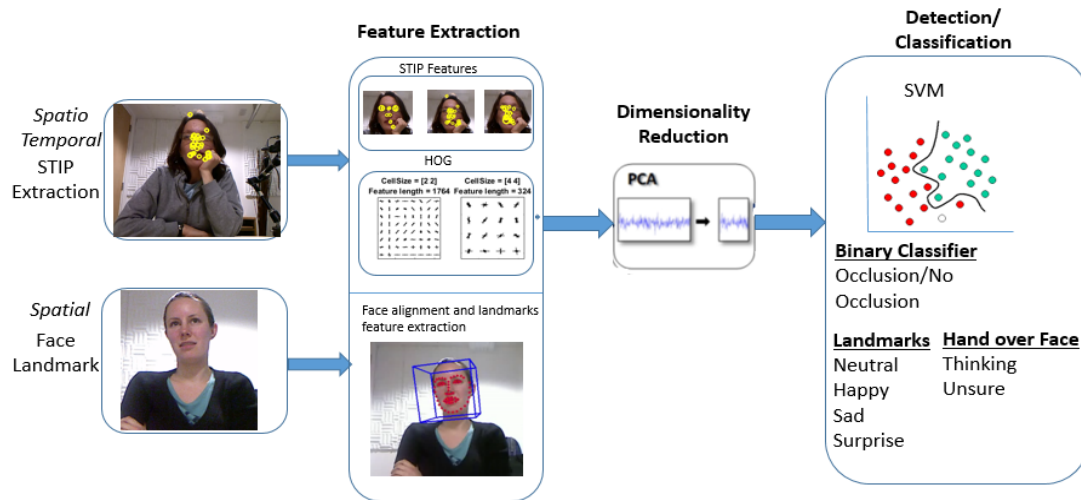 Spatio
Temporal
STIP
Extraction
Spatial
Face
Landmark
Feature Extraction
STIP Features
HOG
CellSize = [2 2]
Feature length = 1764
CellSize = [4 4]
Feature length = 324
Face alignment and landmarks
feature extraction
Dimensionality
Reduction
PCA
Detection/
Classification
SVM
Binary Classifier
Occlusion/No
Occlusion
Landmarks
Neutral
Happy
Sad
Surprise
Hand over Face
Thinking
Unsure